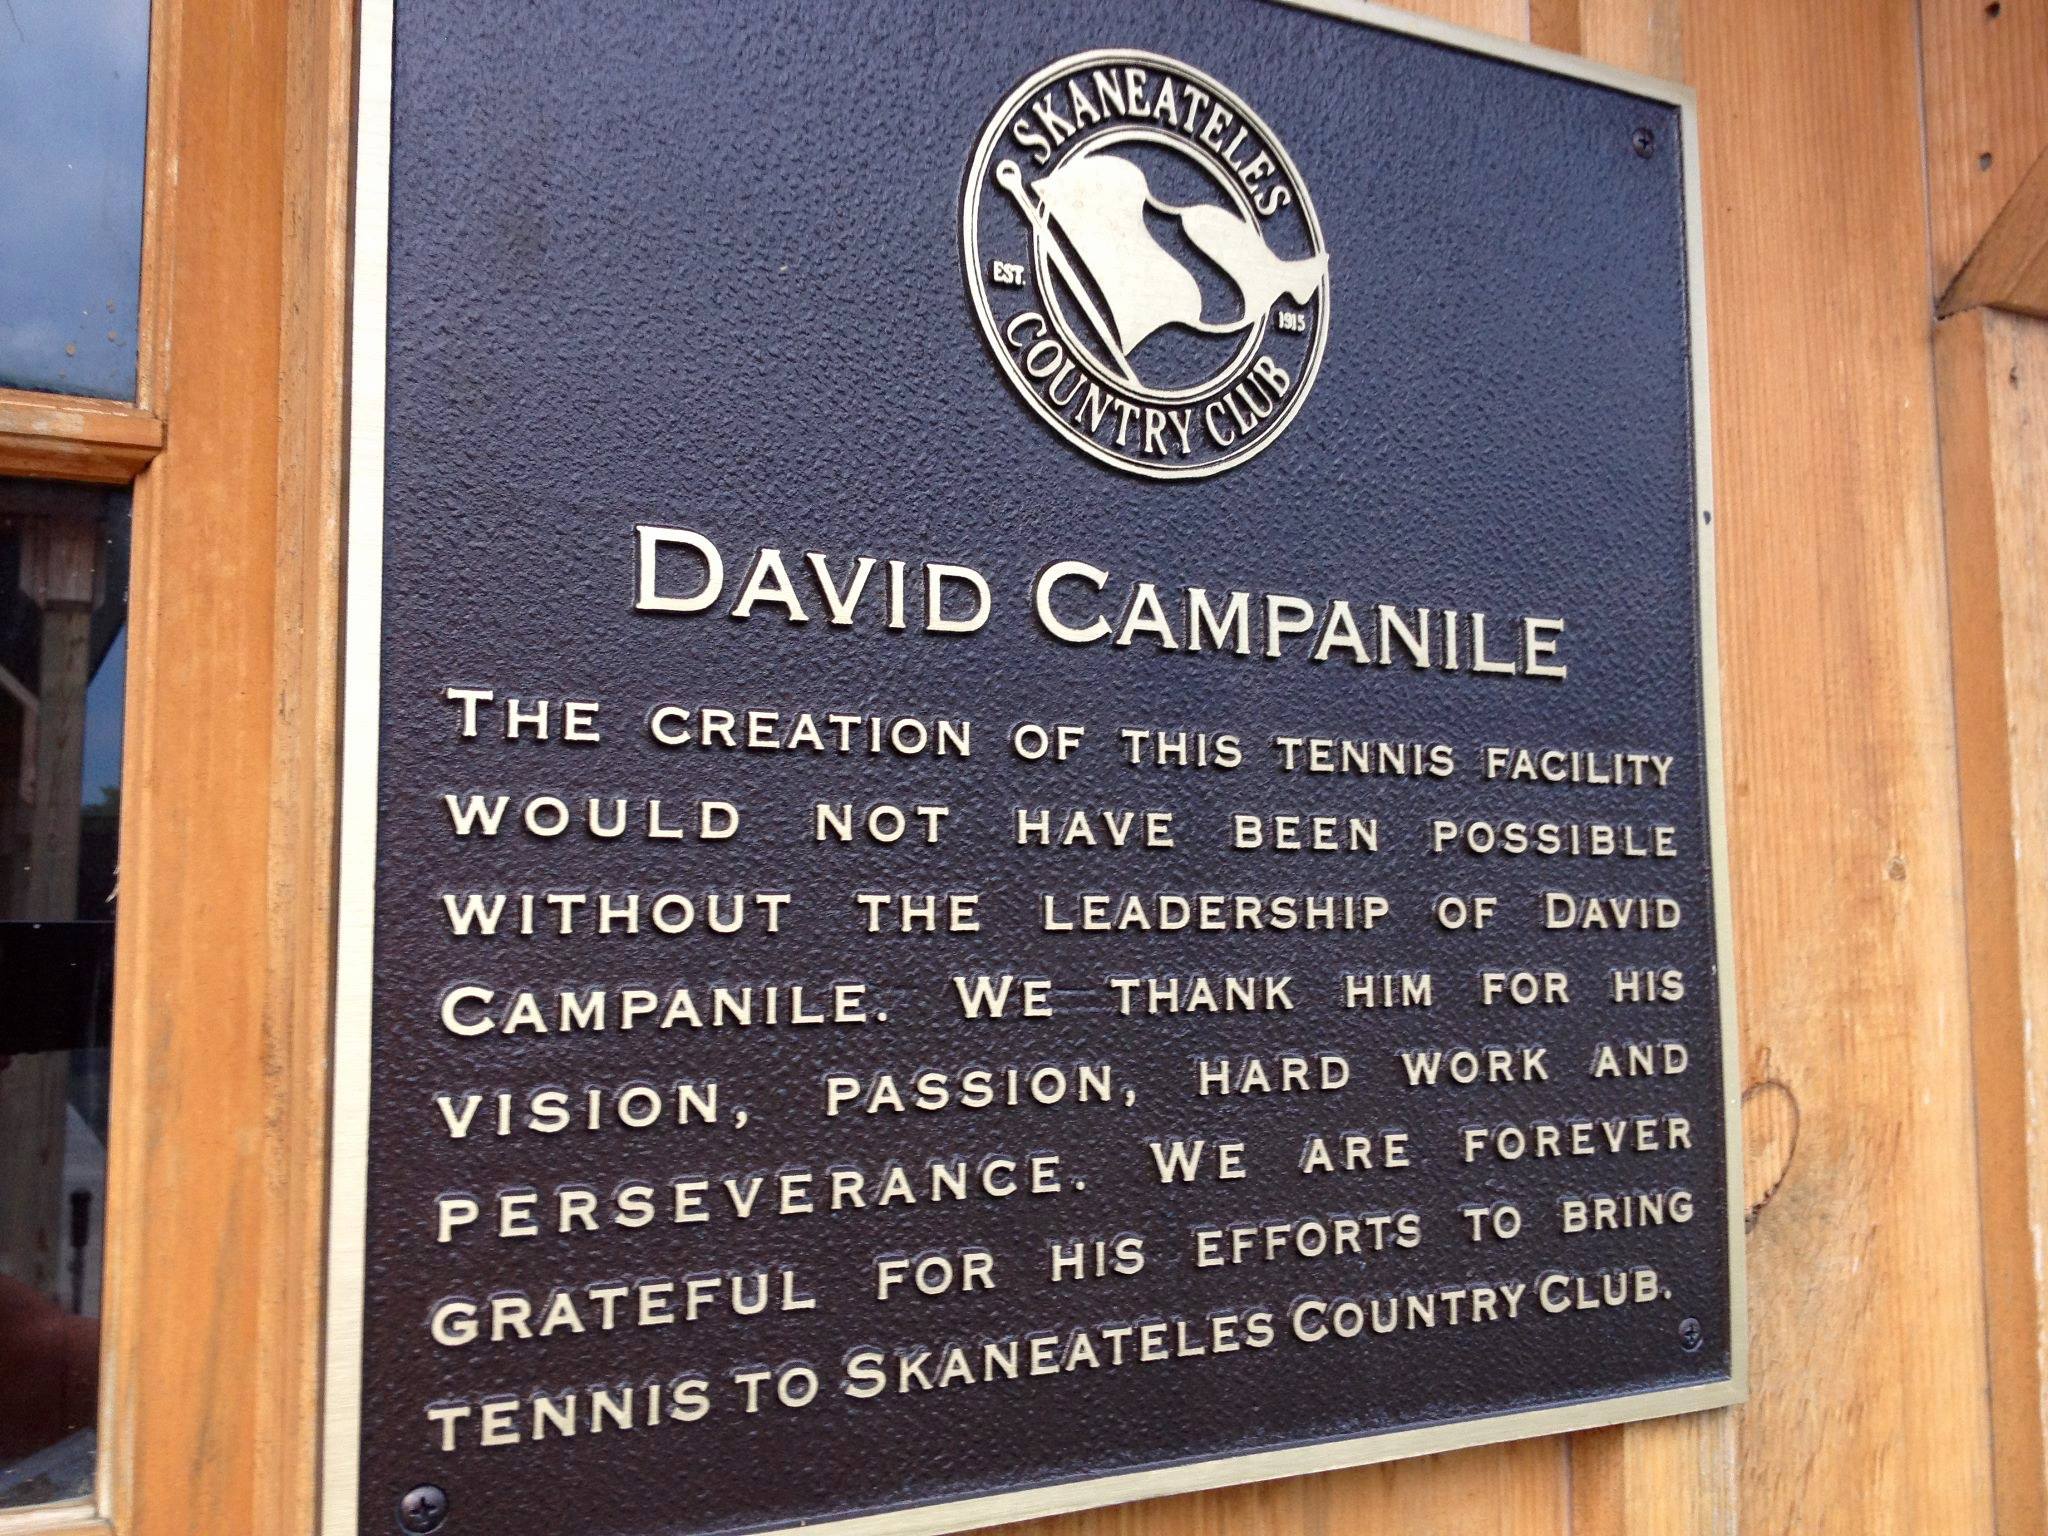 SKANEATELES
EST. 1915
COUNTRY CLUB
DAVID CAMPANILE
THE CREATION OF THIS TENNIS FACILITY
WOULD NOT HAVE BEEN POSSIBLE
WITHOUT THE LEADERSHIP OF DAVID
CAMPANILE. WE THANK HIM FOR HIS
VISION, PASSION, HARD WORK AND
PERSEVERANCE. WE ARE FOREVER
GRATEFUL FOR HIS EFFORTS TO BRING
TENNIS TO SKANEATELES COUNTRY CLUB.